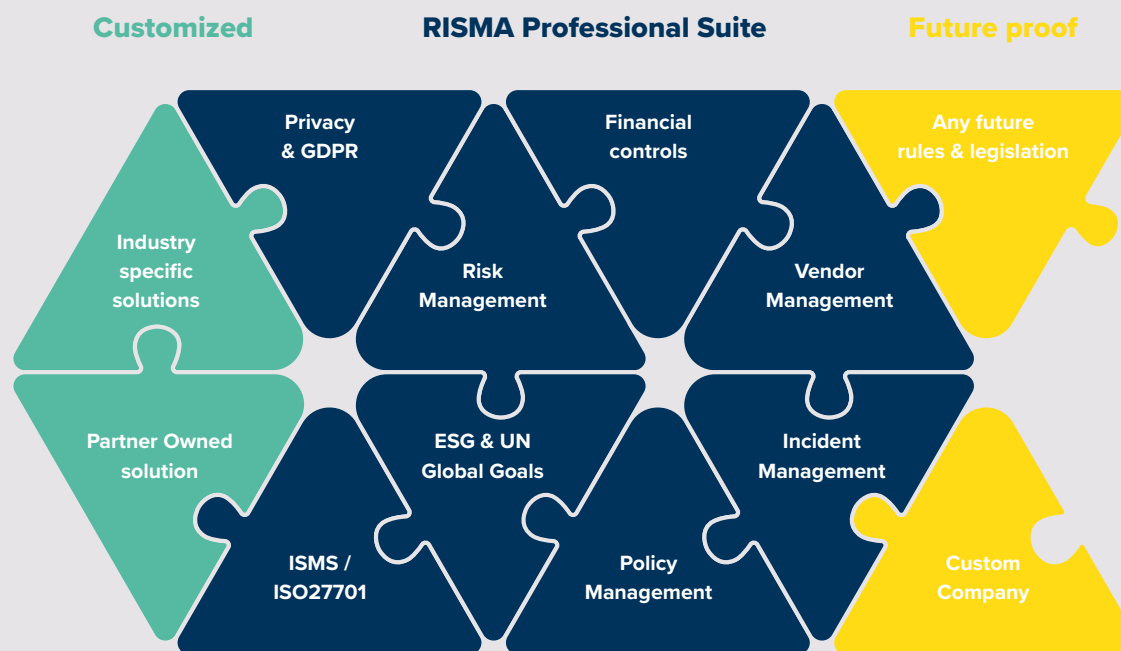 Customized
RISMA Professional Suite
Future proof
Privacy
& GDPR
Financial
controls
Any future
rules & legislation
Industry
specific
solutions
Risk
Management
Vendor
Management
Partner Owned
solution
ESG & UN
Global Goals
Incident
Management
ISMS /
ISO27701
Policy
Management
Custom
Company